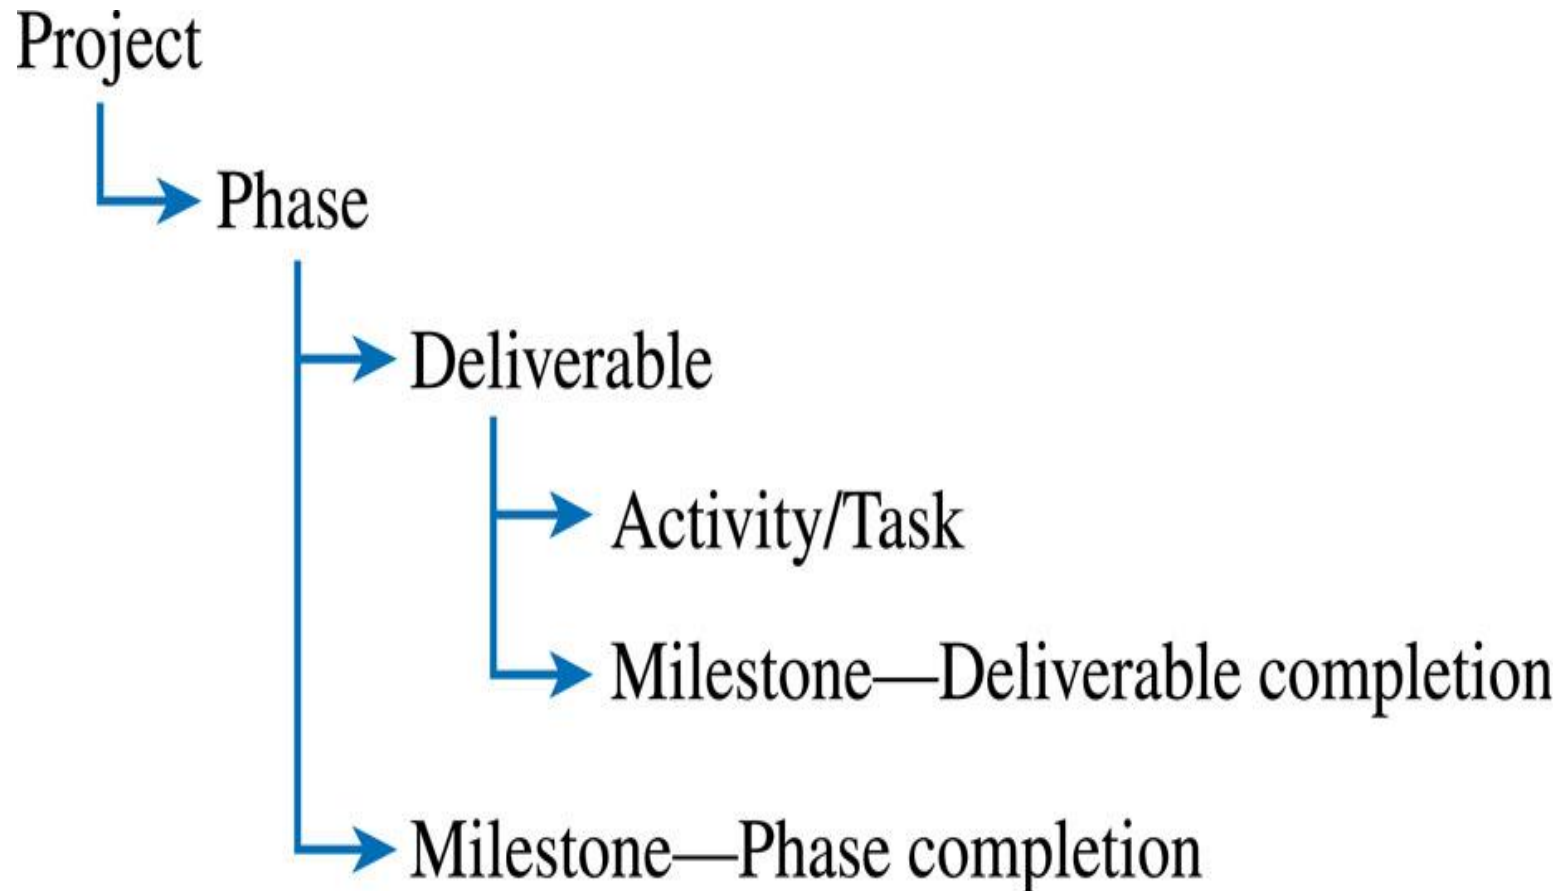 Project
Phase
Deliverable
Activity/Task
Milestone—Deliverable completion
Milestone—Phase completion